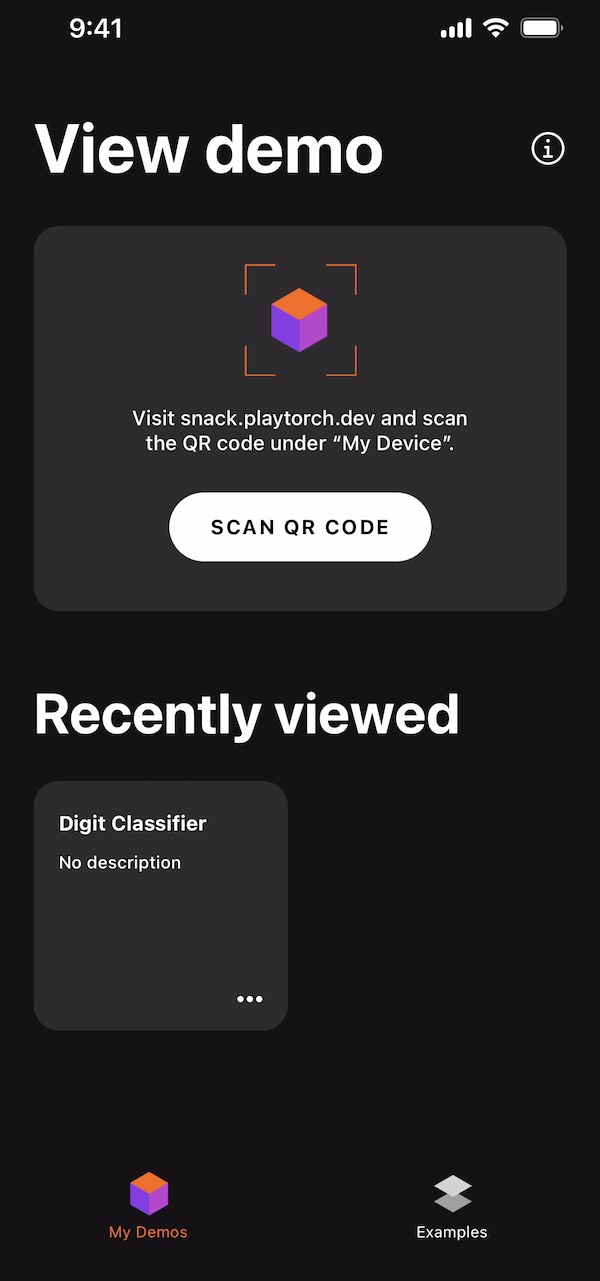 9:41
View demo
Visit snack.playtorch.dev and scan
the QR code under “My Device”.
SCAN QR CODE
Recently viewed
Digit Classifier
No description
My Demos
Examples